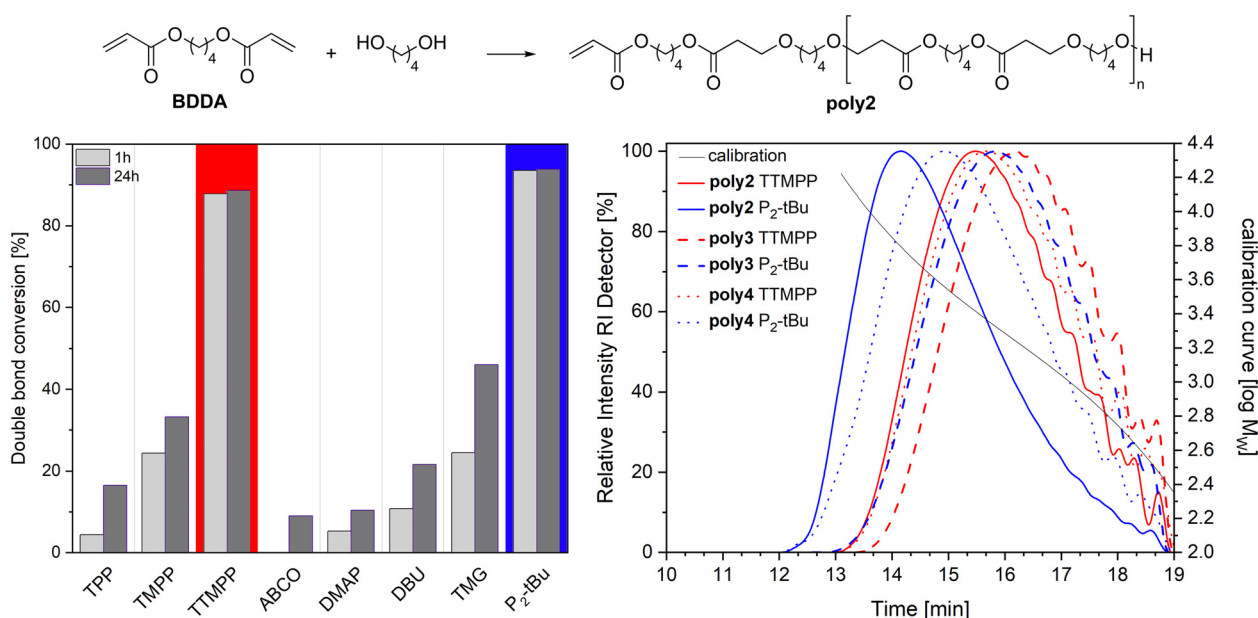 O
O
O
O
4
BDDA
+
HO
OH
4
O
O
4
O
O
O
O
4
O
O
O
4
O
O
O
4
O
H
n
poly2
100
80
60
40
20
0
Double bond conversion [%]
1h
24h
TPP
TMPP
TTMPP
ABCO
DMAP
DBU
TMG
P₂-tBu
100
80
60
40
20
0
Relative Intensity RI Detector [%]
calibration
poly2 TTMPP
poly2 P₂-tBu
poly3 TTMPP
poly3 P₂-tBu
poly4 TTMPP
poly4 P₂-tBu
4.4
4.2
4.0
3.8
3.6
3.4
3.2
3.0
2.8
2.6
2.4
2.2
2.0
calibration curve [log M_W]
10 11 12 13 14 15 16 17 18 19
Time [min]